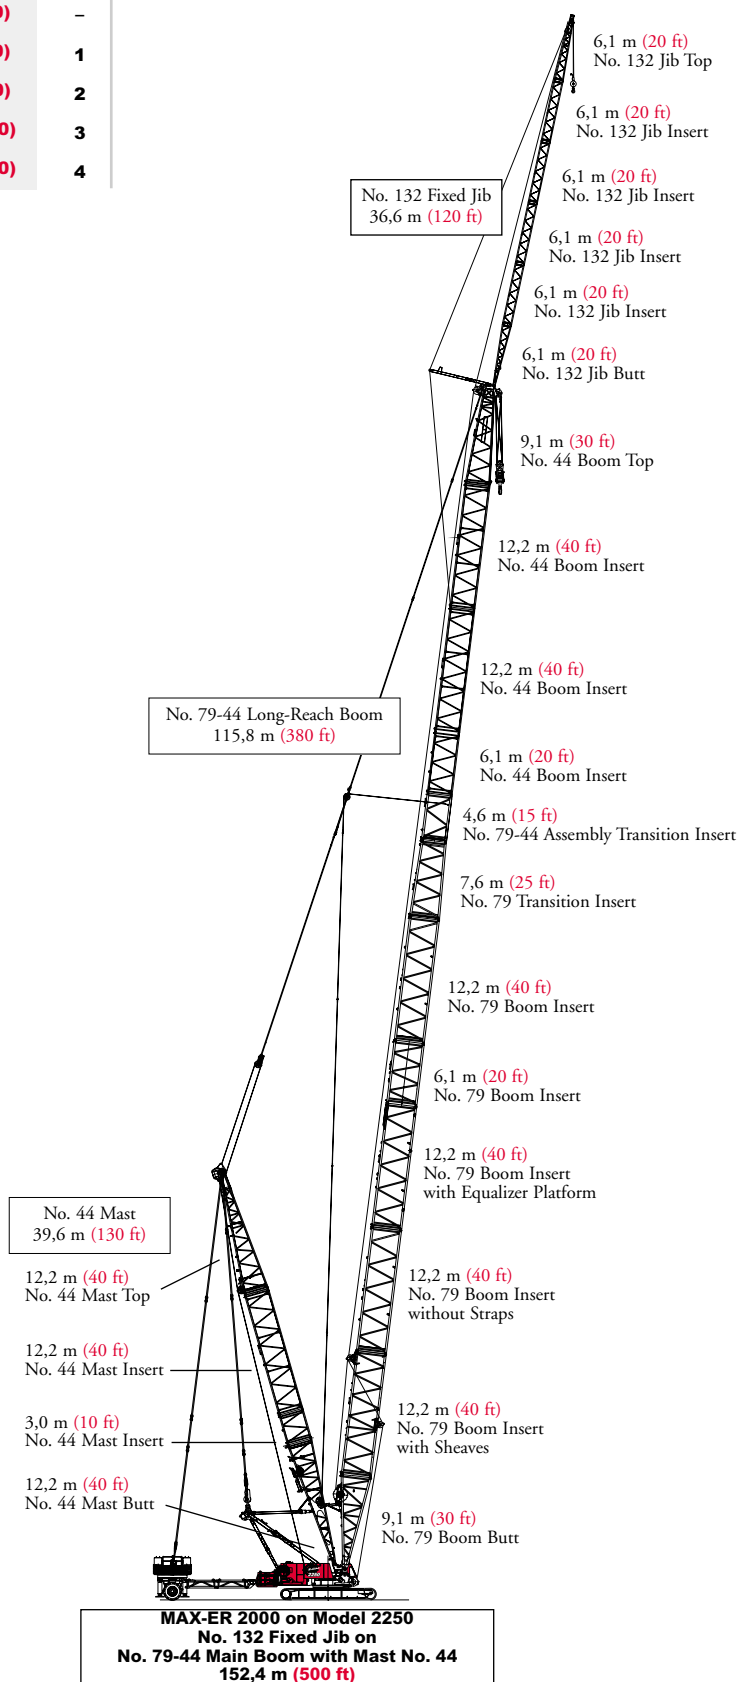 0) –
0) 1
0) 2
0) 3
0) 4
6,1 m (20 ft)
No. 132 Jib Top
6,1 m (20 ft)
No. 132 Jib Insert
6,1 m (20 ft)
No. 132 Jib Insert
No. 132 Fixed Jib
36,6 m (120 ft)
6,1 m (20 ft)
No. 132 Jib Insert
6,1 m (20 ft)
No. 132 Jib Insert
6,1 m (20 ft)
No. 132 Jib Butt
9,1 m (30 ft)
No. 44 Boom Top
12,2 m (40 ft)
No. 44 Boom Insert
12,2 m (40 ft)
No. 44 Boom Insert
No. 79-44 Long-Reach Boom
115,8 m (380 ft)
6,1 m (20 ft)
No. 44 Boom Insert
4,6 m (15 ft)
No. 79-44 Assembly Transition Insert
7,6 m (25 ft)
No. 79 Transition Insert
12,2 m (40 ft)
No. 79 Boom Insert
6,1 m (20 ft)
No. 79 Boom Insert
12,2 m (40 ft)
No. 79 Boom Insert
with Equalizer Platform
No. 44 Mast
39,6 m (130 ft)
12,2 m (40 ft)
No. 44 Mast Top
12,2 m (40 ft)
No. 79 Boom Insert
without Straps
12,2 m (40 ft)
No. 44 Mast Insert
3,0 m (10 ft)
No. 44 Mast Insert
12,2 m (40 ft)
No. 79 Boom Insert
with Sheaves
12,2 m (40 ft)
No. 44 Mast Butt
9,1 m (30 ft)
No. 79 Boom Butt
2250
MAX-ER 2000 on Model 2250
No. 132 Fixed Jib on
No. 79-44 Main Boom with Mast No. 44
152,4 m (500 ft)